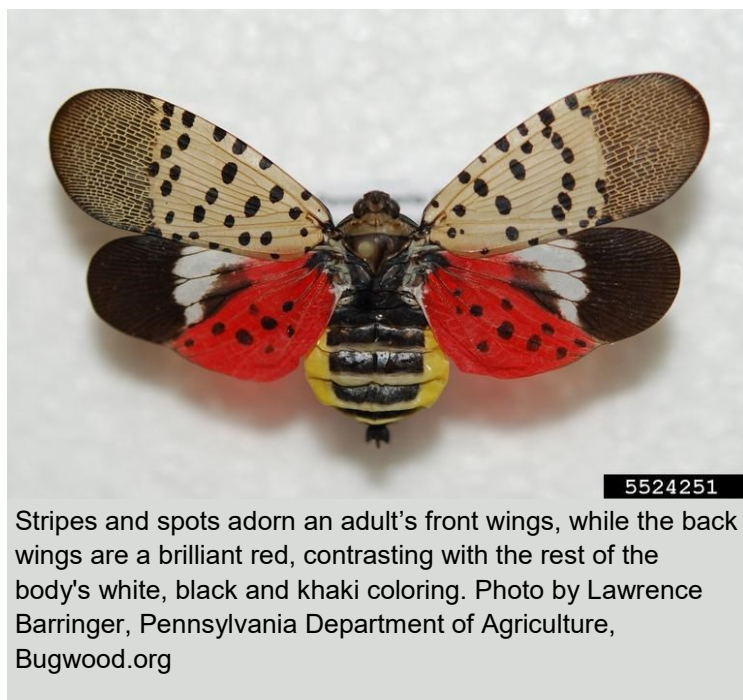 5524251
Stripes and spots adorn an adult’s front wings, while the back
wings are a brilliant red, contrasting with the rest of the
body's white, black and khaki coloring. Photo by Lawrence
Barringer, Pennsylvania Department of Agriculture,
Bugwood.org